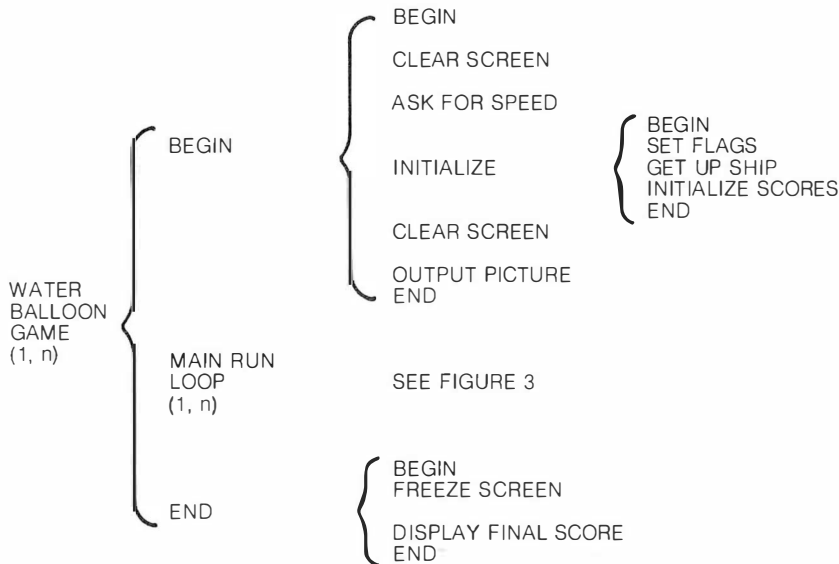 WATER
BALLOON
GAME
(1, n)
BEGIN
BEGIN
CLEAR SCREEN
ASK FOR SPEED
INITIALIZE
BEGIN
SET FLAGS
GET UP SHIP
INITIALIZE SCORES
END
CLEAR SCREEN
OUTPUT PICTURE
END
MAIN RUN
LOOP
(1, n)
SEE FIGURE 3
END
BEGIN
FREEZE SCREEN
DISPLAY FINAL SCORE
END